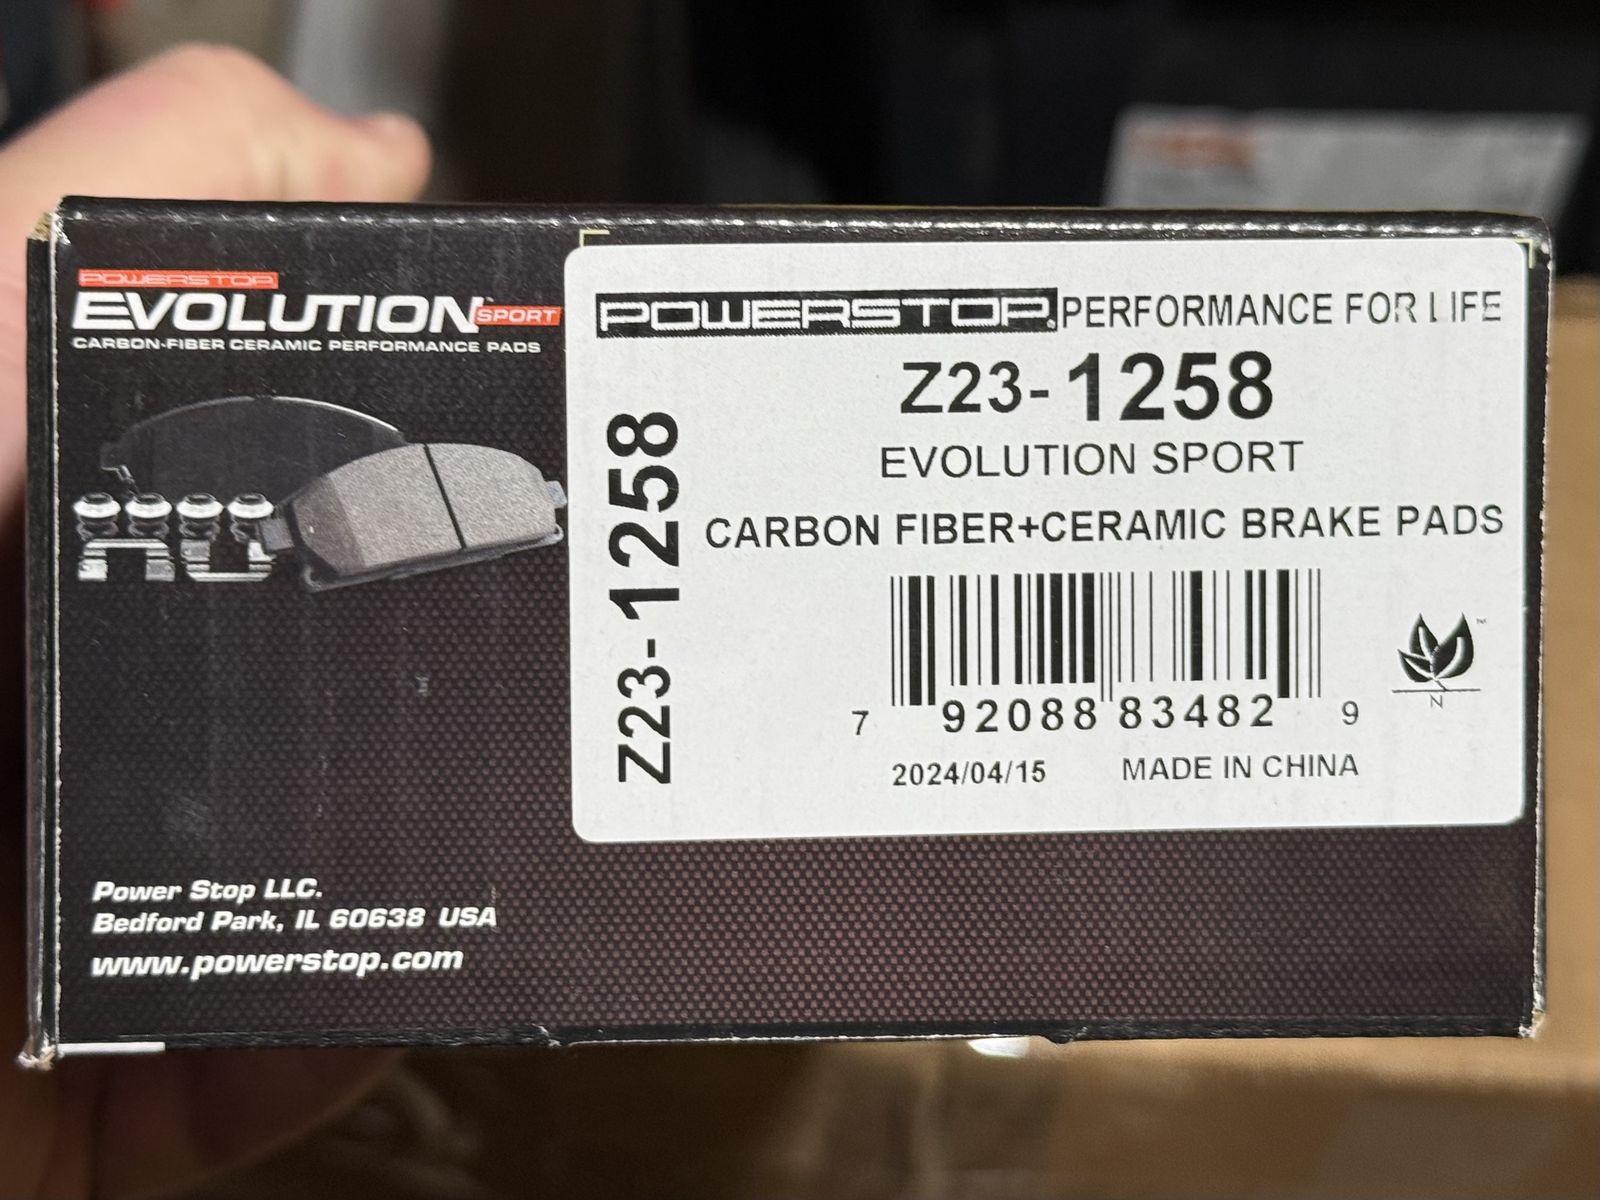 POWERSTOP
EVOLUTION SPORT
CARBON-FIBER CERAMIC PERFORMANCE PADS
POWERSTOP® PERFORMANCE FOR LIFE
Z23-1258
EVOLUTION SPORT
CARBON FIBER+CERAMIC BRAKE PADS
Z23-1258
7 92088 83482 9
™
N
2024/04/15 MADE IN CHINA
Power Stop LLC.
Bedford Park, IL 60638 USA
www.powerstop.com